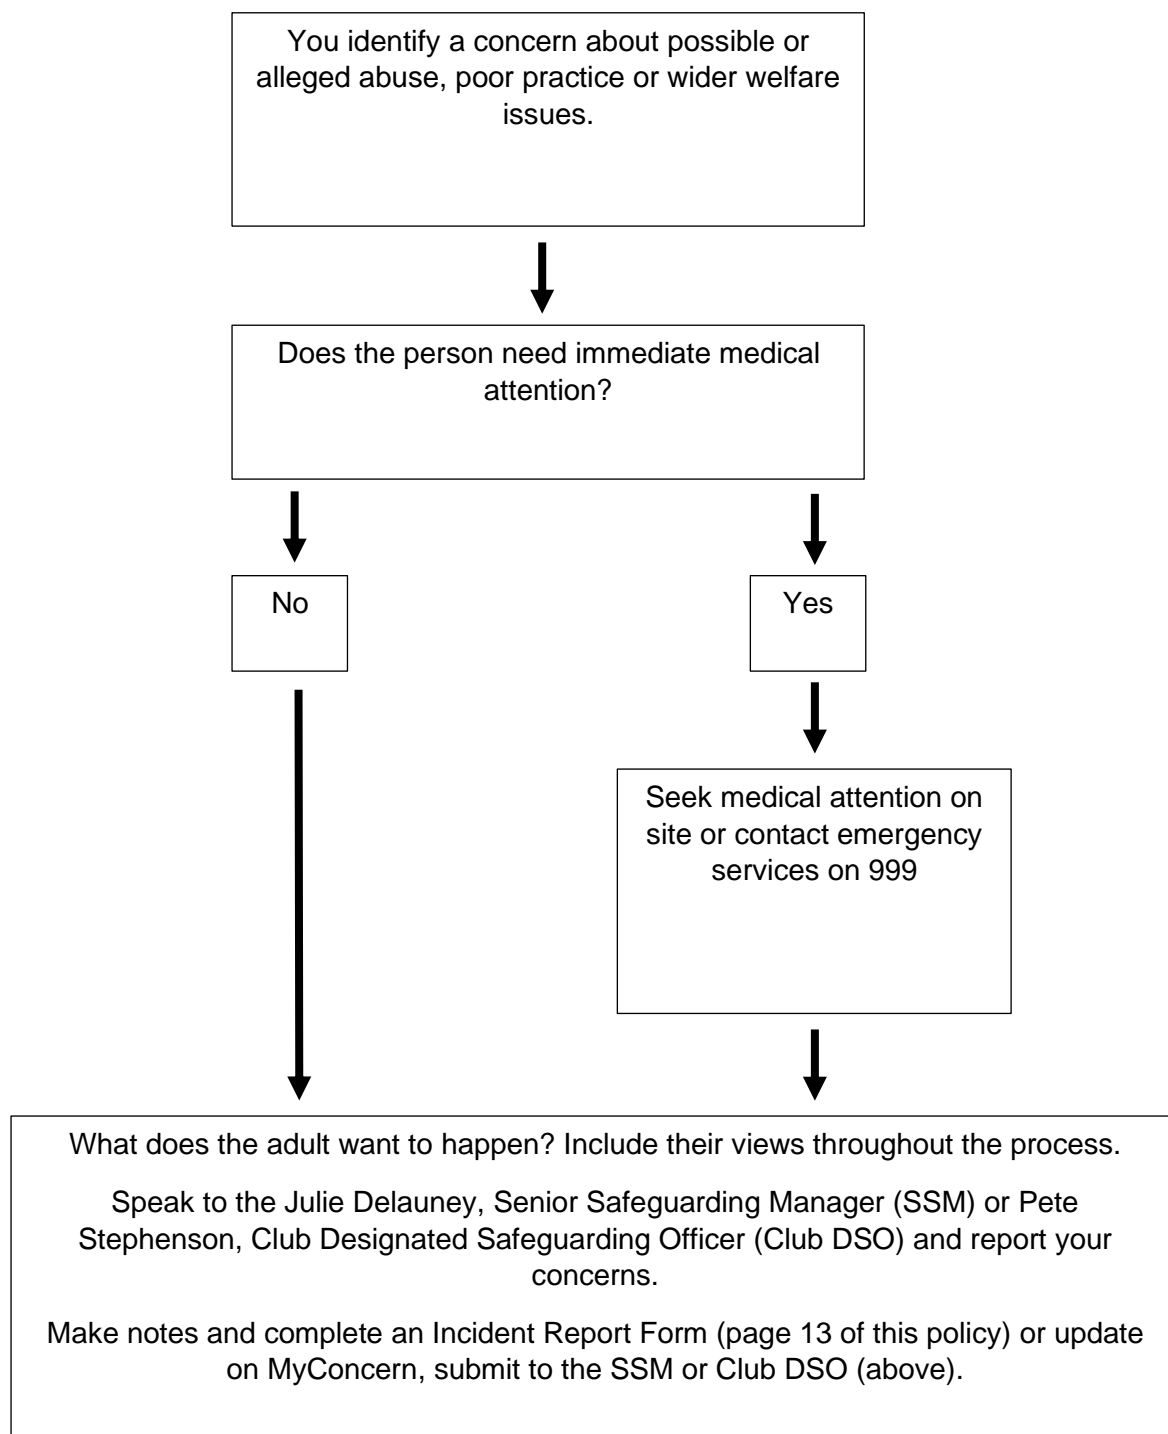 You identify a concern about possible or
alleged abuse, poor practice or wider welfare
issues.
Does the person need immediate medical
attention?
No
Yes
Seek medical attention on
site or contact emergency
services on 999
What does the adult want to happen? Include their views throughout the process.
Speak to the Julie Delauney, Senior Safeguarding Manager (SSM) or Pete
Stephenson, Club Designated Safeguarding Officer (Club DSO) and report your
concerns.
Make notes and complete an Incident Report Form (page 13 of this policy) or update
on MyConcern, submit to the SSM or Club DSO (above).